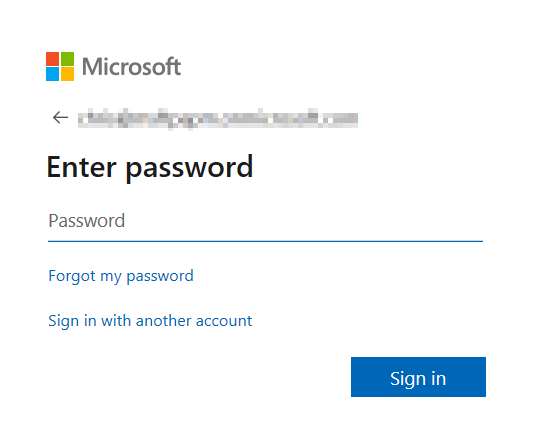 Microsoft
Enter password
Password
Forgot my password
Sign in with another account
Sign in